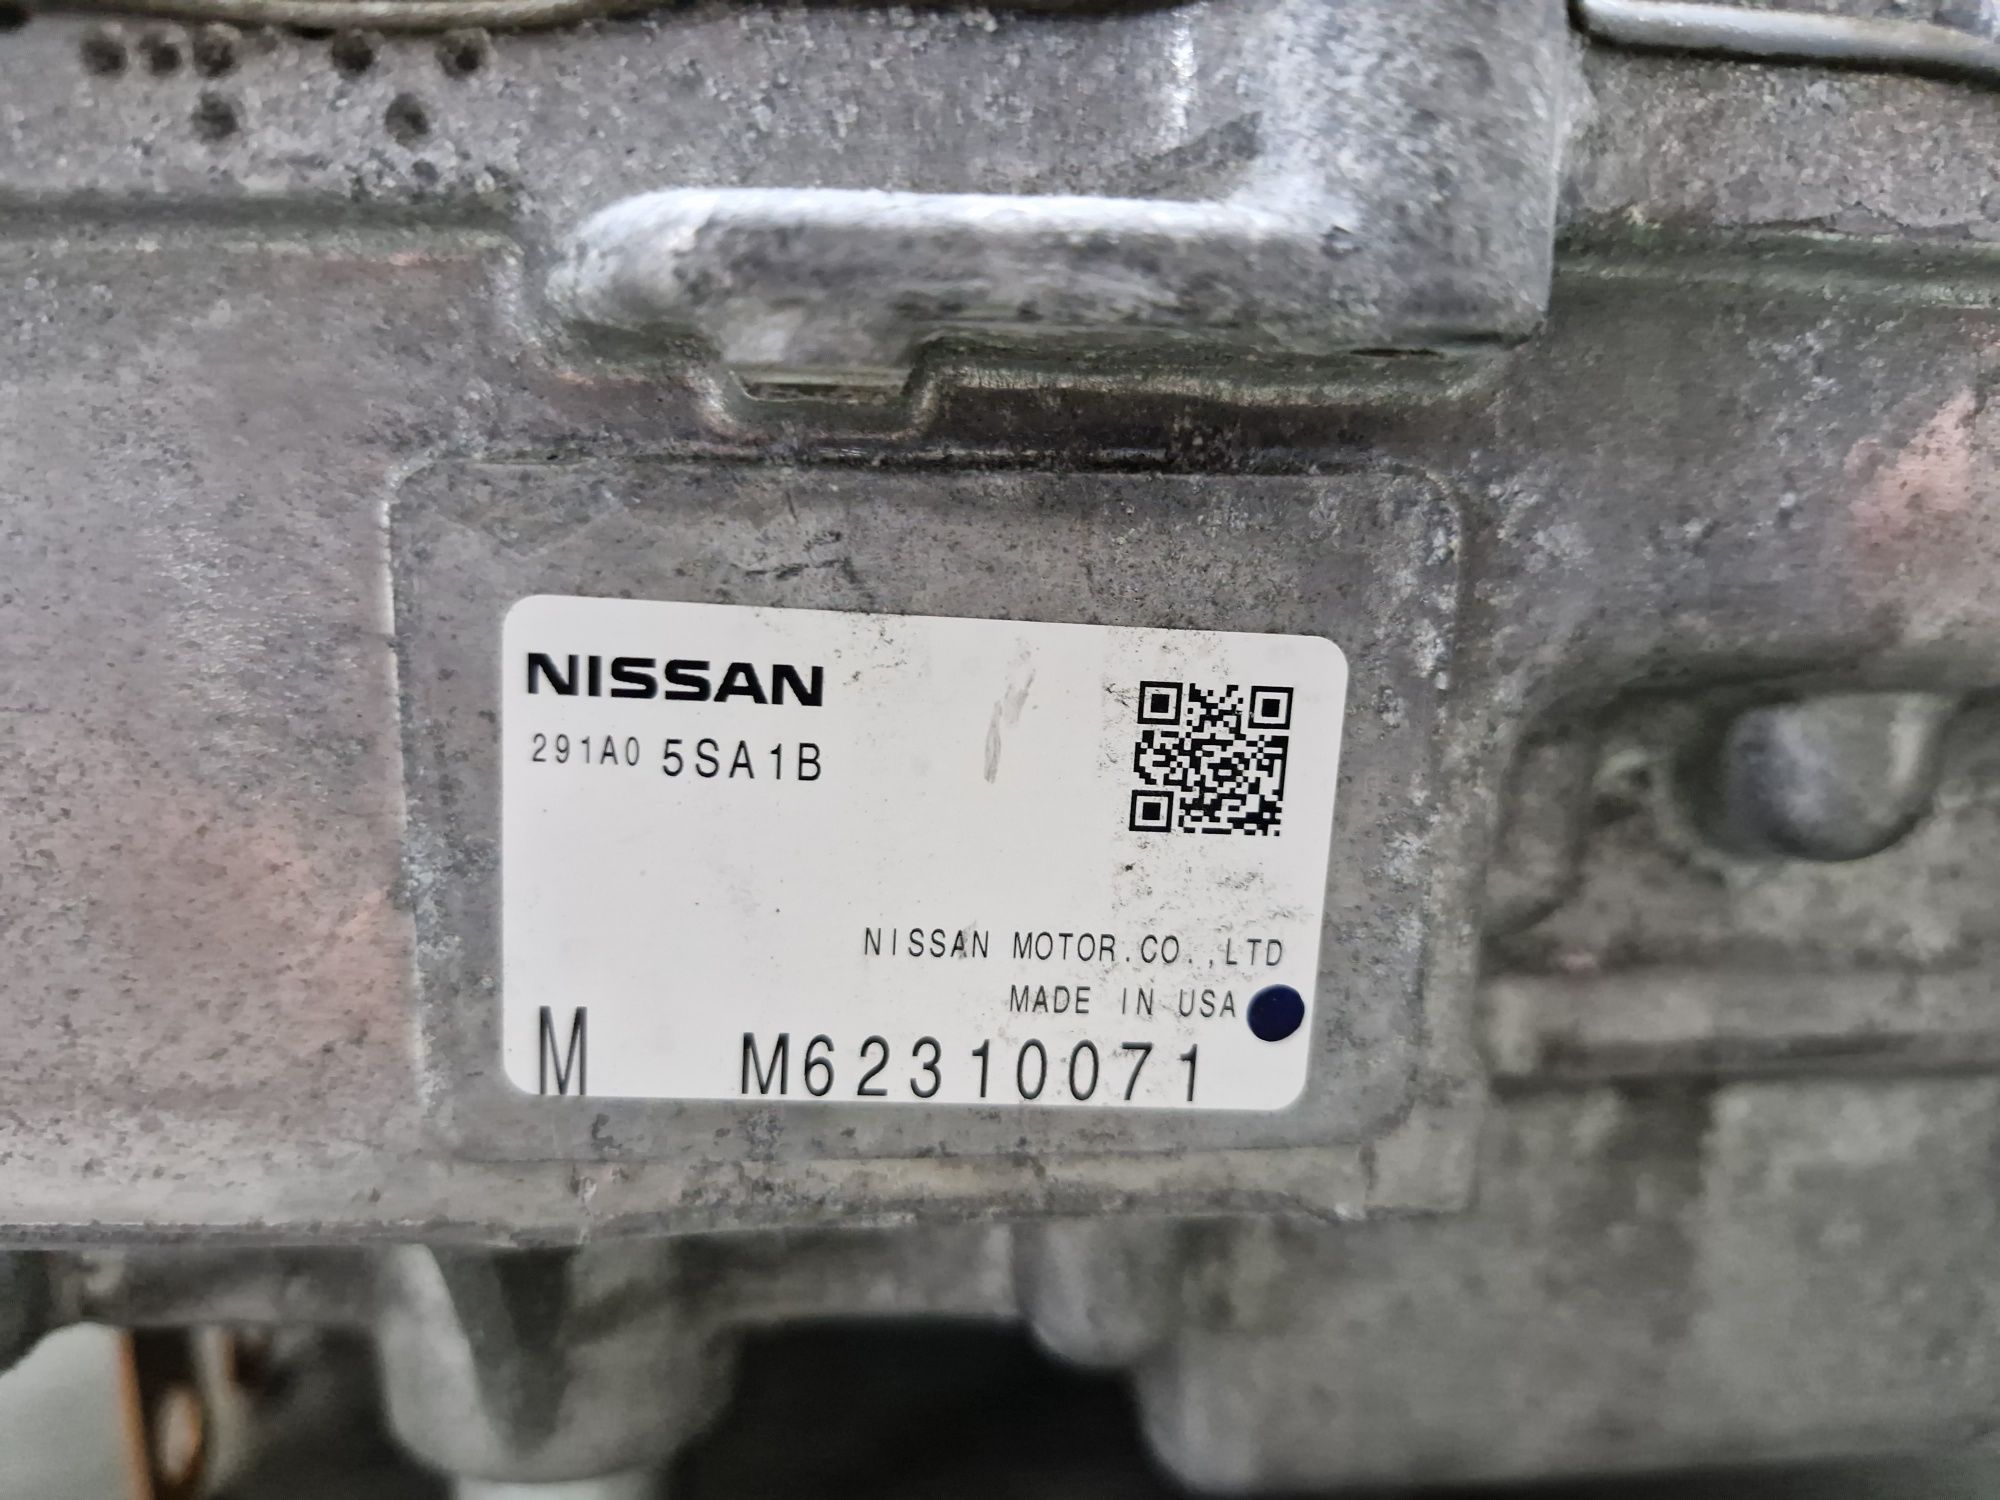 NISSAN
291A0 5SA1B
NISSAN MOTOR.CO.,LTD
MADE IN USA
M M62310071